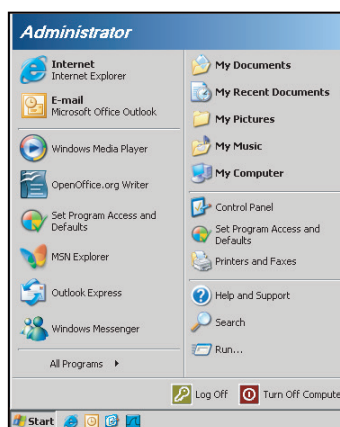 Administrator
Internet
Internet Explorer
E-mail
Microsoft Office Outlook
Windows Media Player
OpenOffice.org Writer
Set Program Access and
Defaults
MSN Explorer
Outlook Express
Windows Messenger
All Programs
My Documents
My Recent Documents
My Pictures
My Music
My Computer
Control Panel
Set Program Access and
Defaults
Printers and Faxes
Help and Support
Search
Run...
Log Off
Turn Off Compute
Start